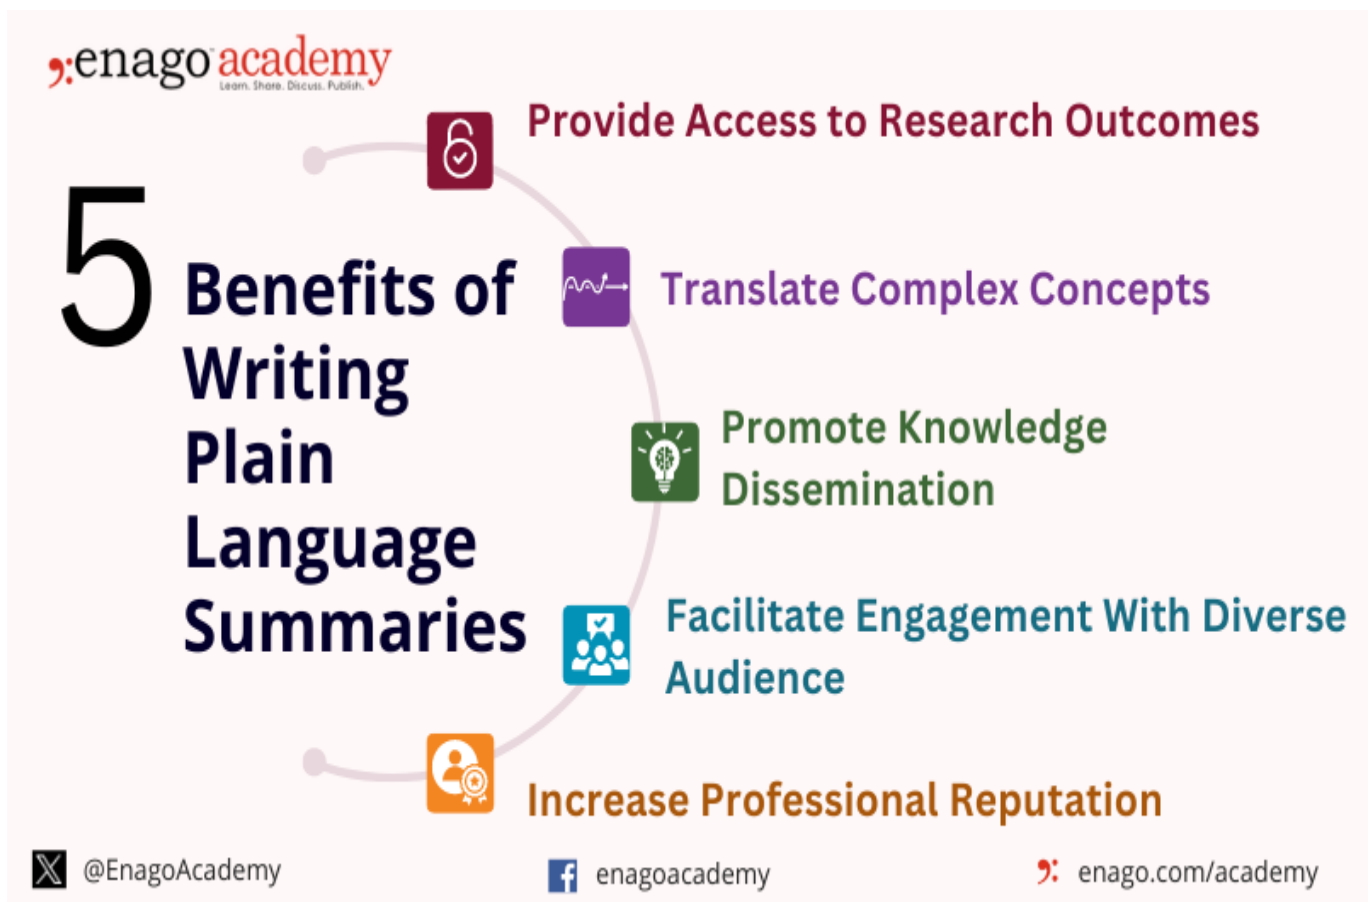 enago academy
Learn. Share. Discuss. Publish.
5
Benefits of
Writing
Plain
Language
Summaries
Provide Access to Research Outcomes
Translate Complex Concepts
Promote Knowledge
Dissemination
Facilitate Engagement With Diverse
Audience
Increase Professional Reputation
@EnagoAcademy
enagoacademy
enago.com/academy